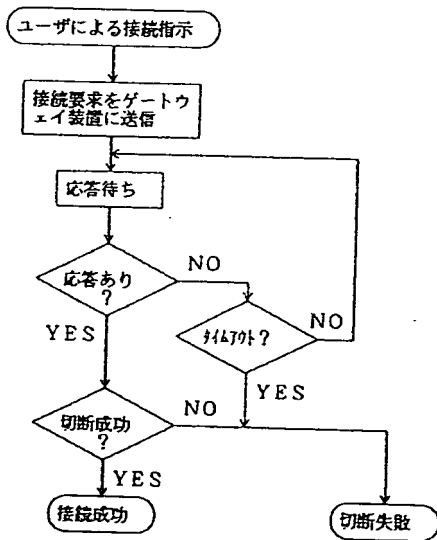 ユーザによる接続指示
接続要求をゲートウ
ェイ装置に送信
応答待ち
応答あり
?
NO
YES
タイムアウト?
NO
YES
切断成功
?
NO
YES
接続成功
切断失敗